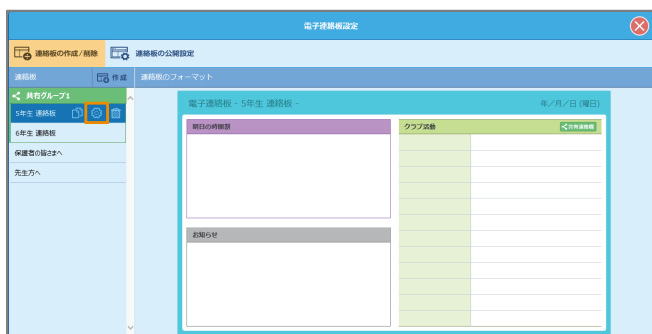 電子連絡板設定
連絡板の作成/削除 連絡板の公開設定
連絡板 作成 連絡板のフォーマット
共有グループ1
5年生 連絡板
6年生 連絡板
保護者の皆さまへ
先生方へ
電子連絡板 - 5年生 連絡板 - 年/月/日 (曜日)
明日の時間割
クラブ活動 共有連絡欄
お知らせ